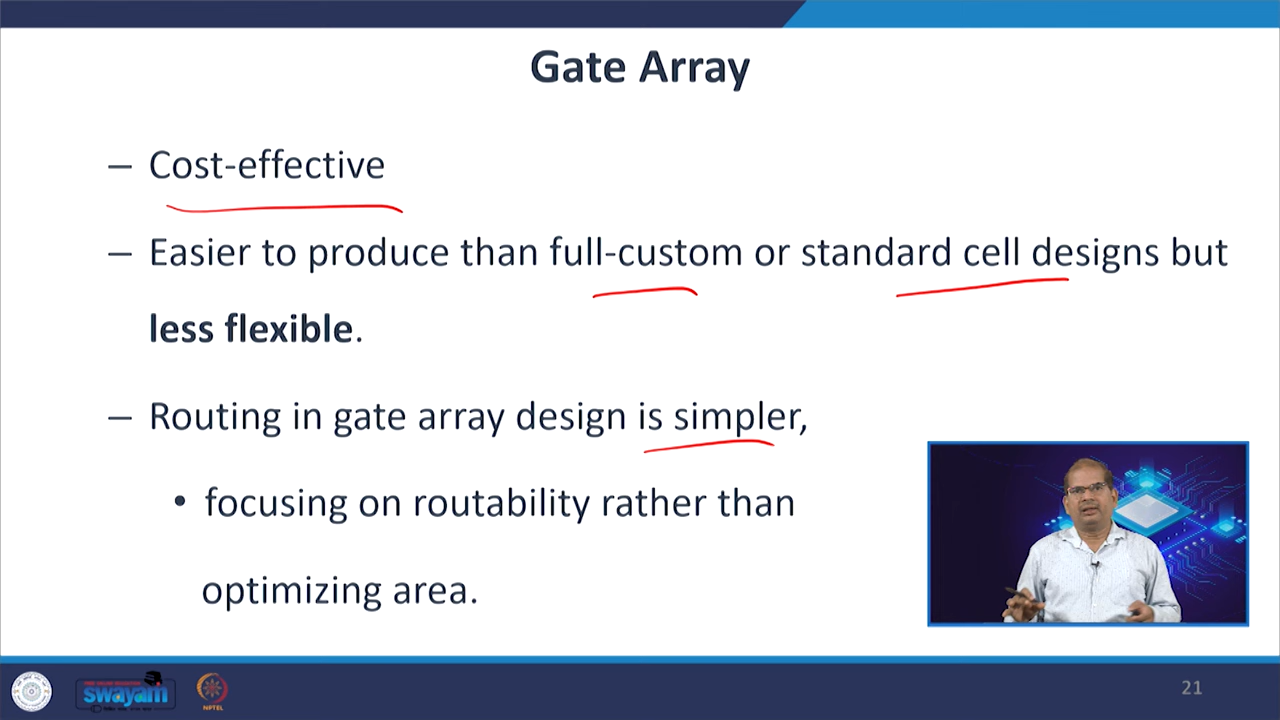 Gate Array
– Cost-effective
– Easier to produce than full-custom or standard cell designs but
less flexible.
– Routing in gate array design is simpler,
• focusing on routability rather than
optimizing area.
swayam
NPTEL
21